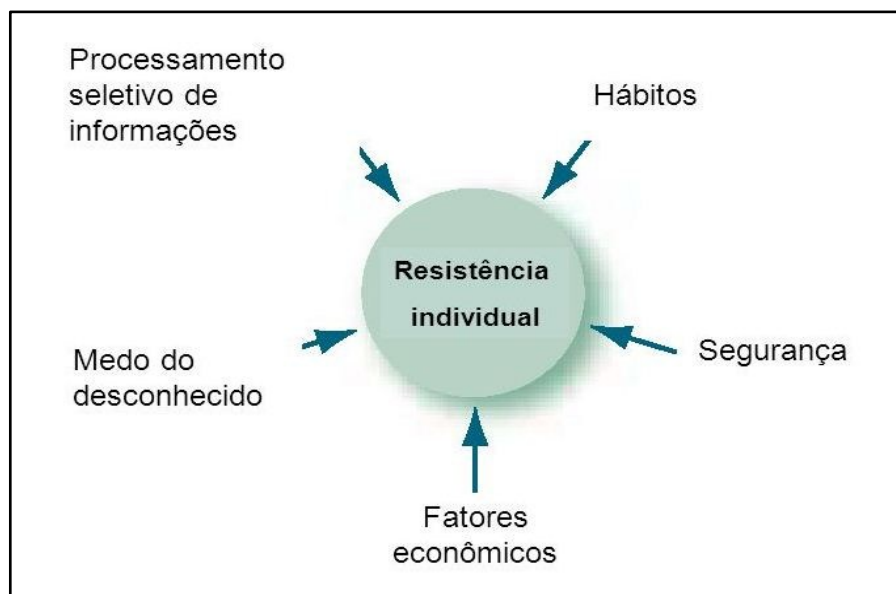 Processamento
seletivo de
informações
Hábitos
Resistência
individual
Medo do
desconhecido
Segurança
Fatores
econômicos